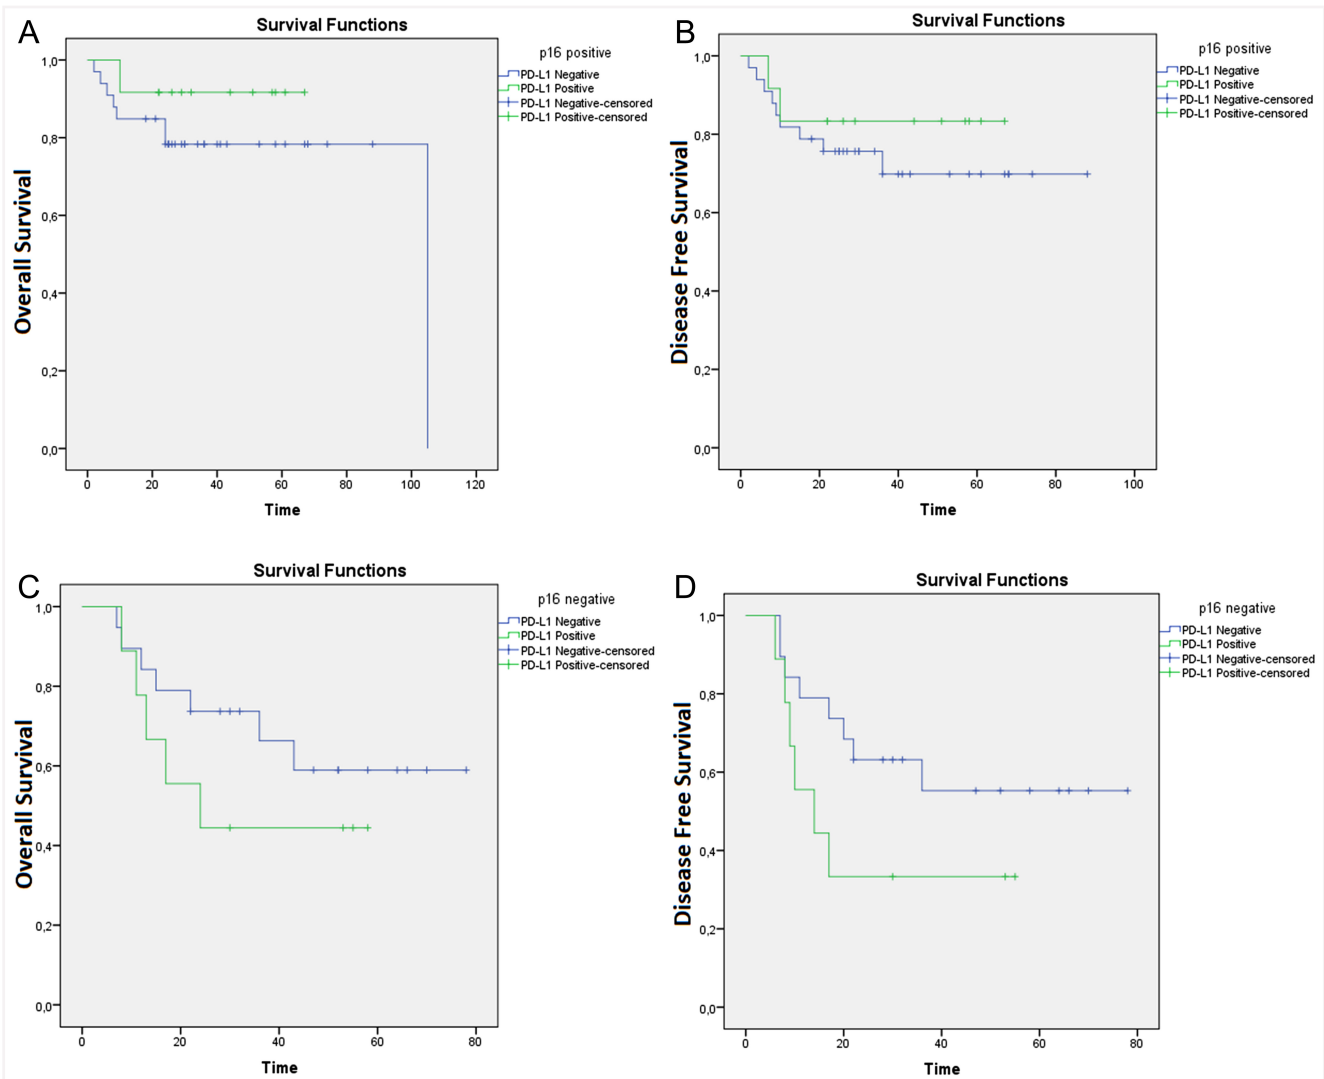 A
Survival Functions
p16 positive
PD-L1 Negative
PD-L1 Positive
PD-L1 Negative-censored
PD-L1 Positive-censored
Overall Survival
1,0
0,8
0,6
0,4
0,2
0,0
0 20 40 60 80 100 120
Time
B
Survival Functions
p16 positive
PD-L1 Negative
PD-L1 Positive
PD-L1 Negative-censored
PD-L1 Positive-censored
Disease Free Survival
1,0
0,8
0,6
0,4
0,2
0,0
0 20 40 60 80 100
Time
C
Survival Functions
p16 negative
PD-L1 Negative
PD-L1 Positive
PD-L1 Negative-censored
PD-L1 Positive-censored
Overall Survival
1,0
0,8
0,6
0,4
0,2
0,0
0 20 40 60 80
Time
D
Survival Functions
p16 negative
PD-L1 Negative
PD-L1 Positive
PD-L1 Negative-censored
PD-L1 Positive-censored
Disease Free Survival
1,0
0,8
0,6
0,4
0,2
0,0
0 20 40 60 80
Time